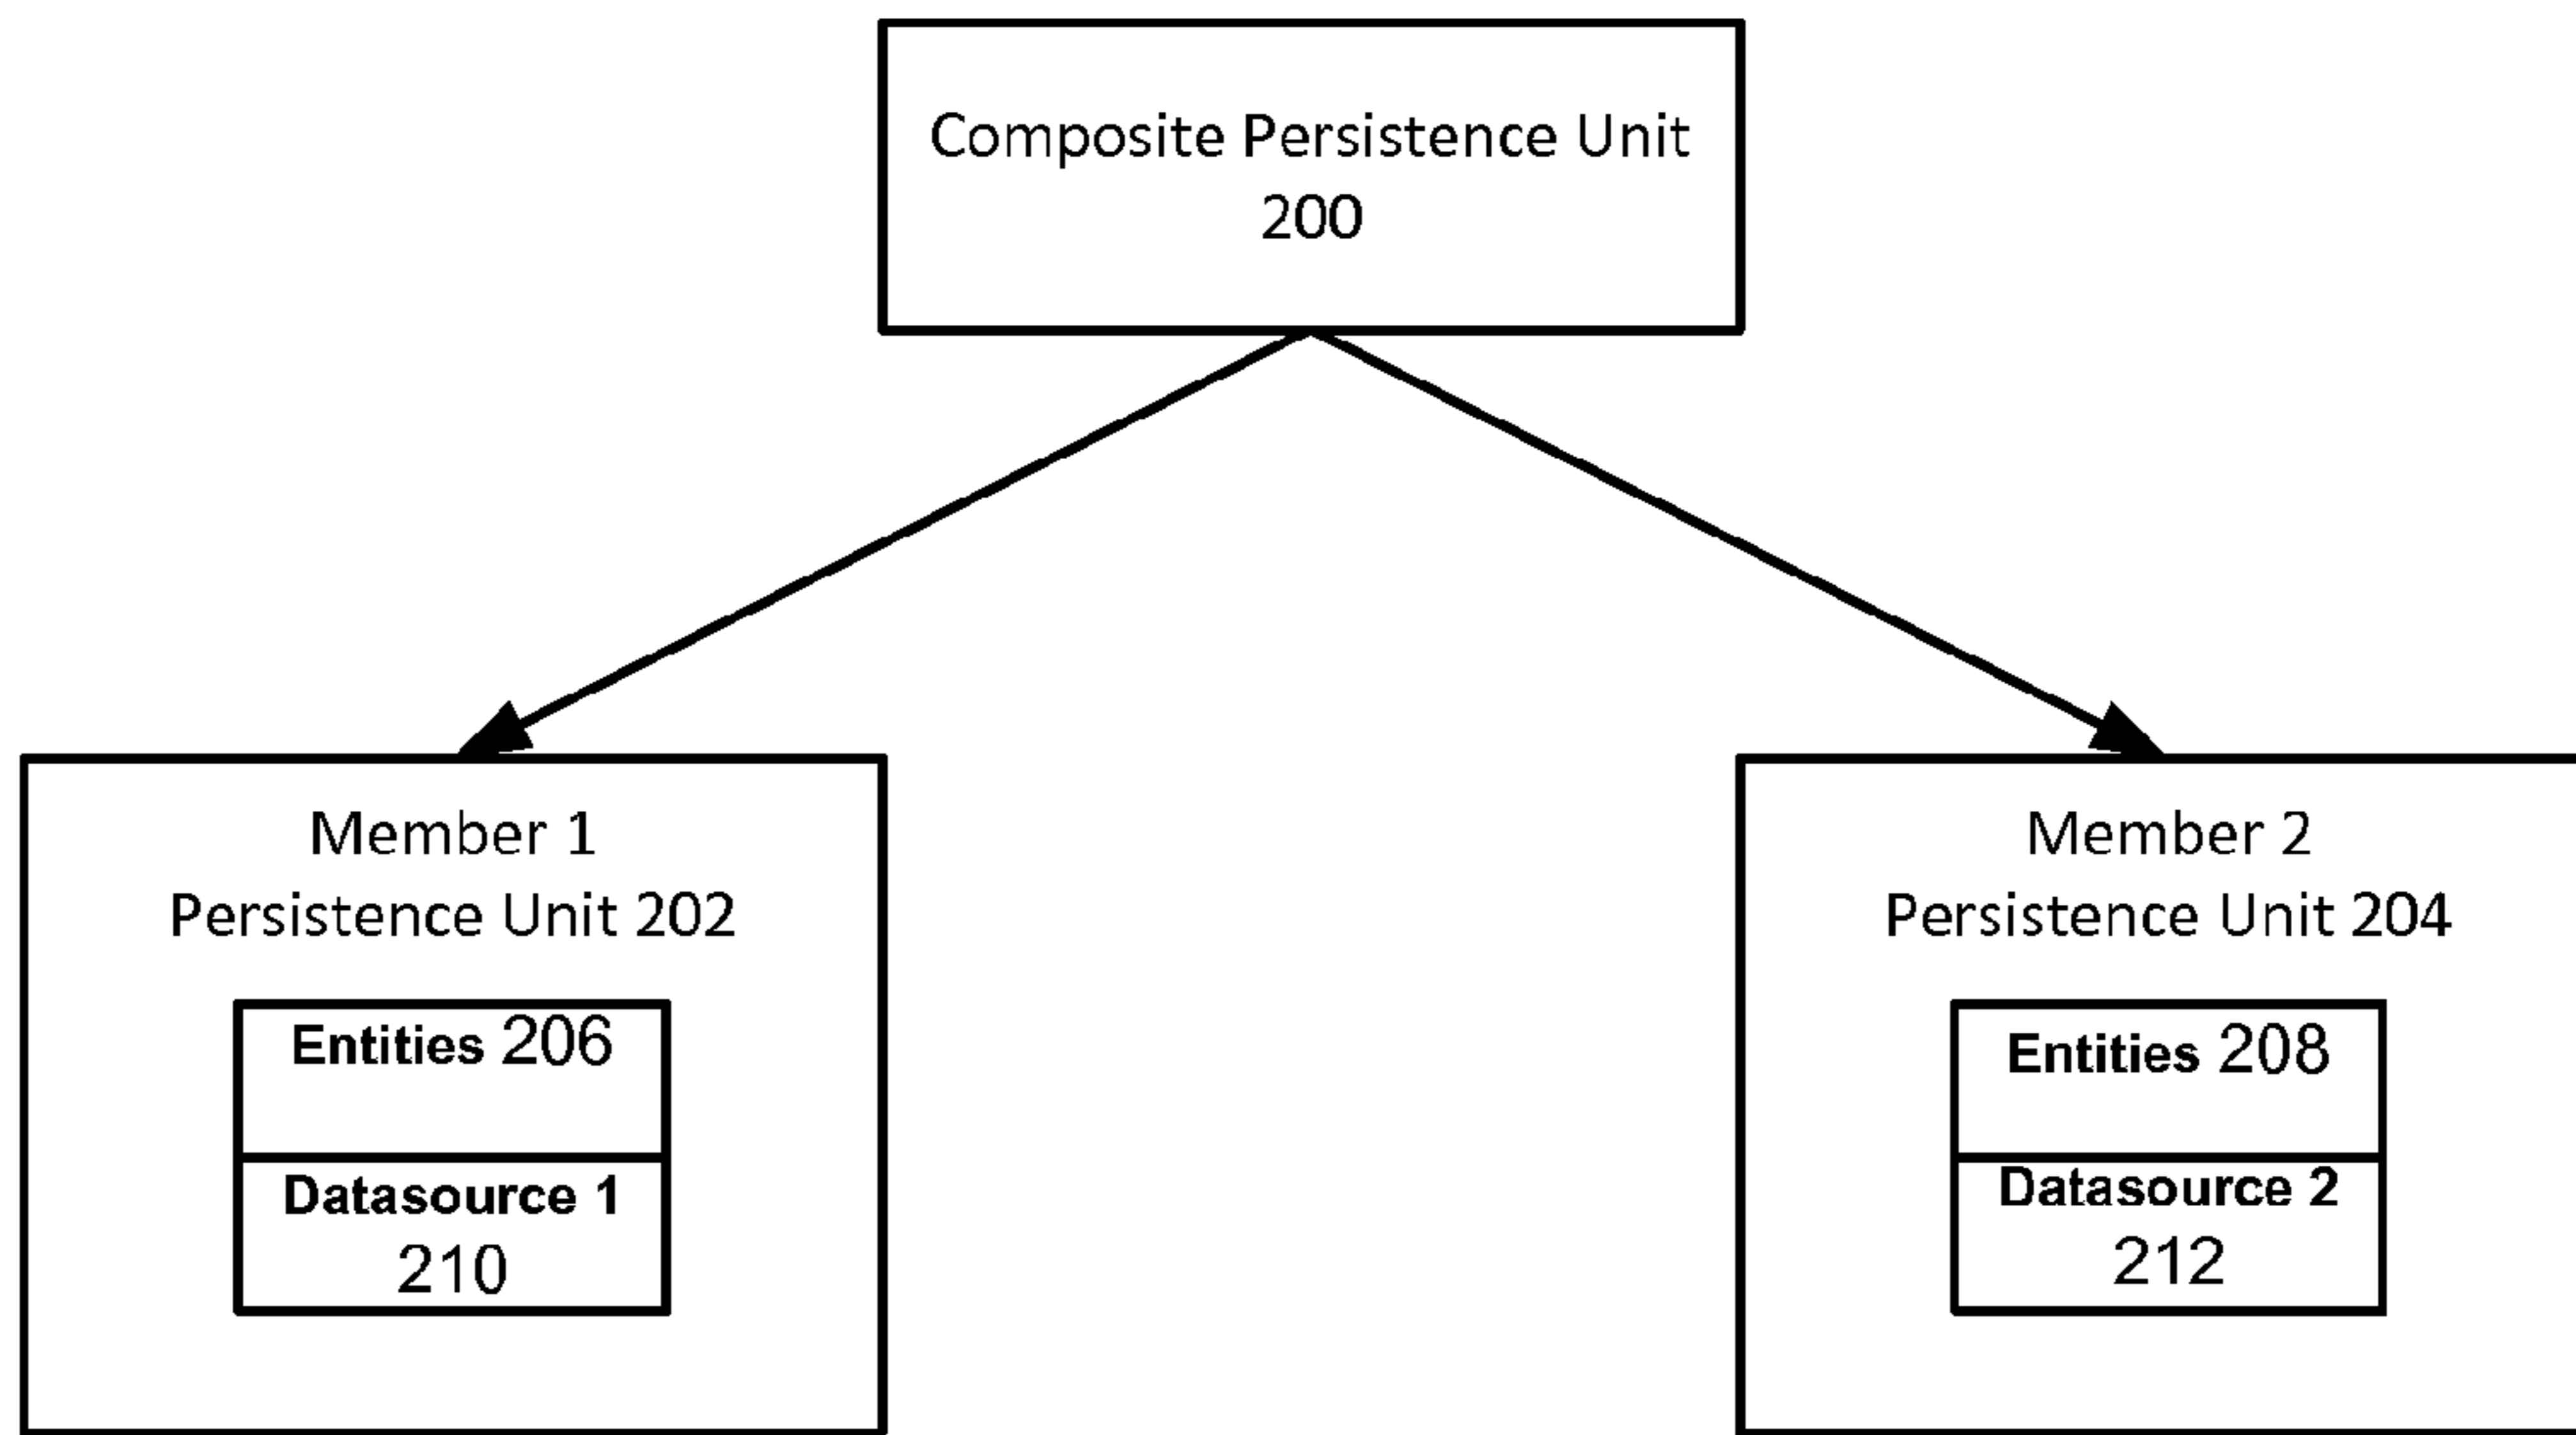 Composite Persistence Unit
200
Member 1
Persistence Unit 202
Entities 206
Datasource 1
210
Member 2
Persistence Unit 204
Entities 208
Datasource 2
212